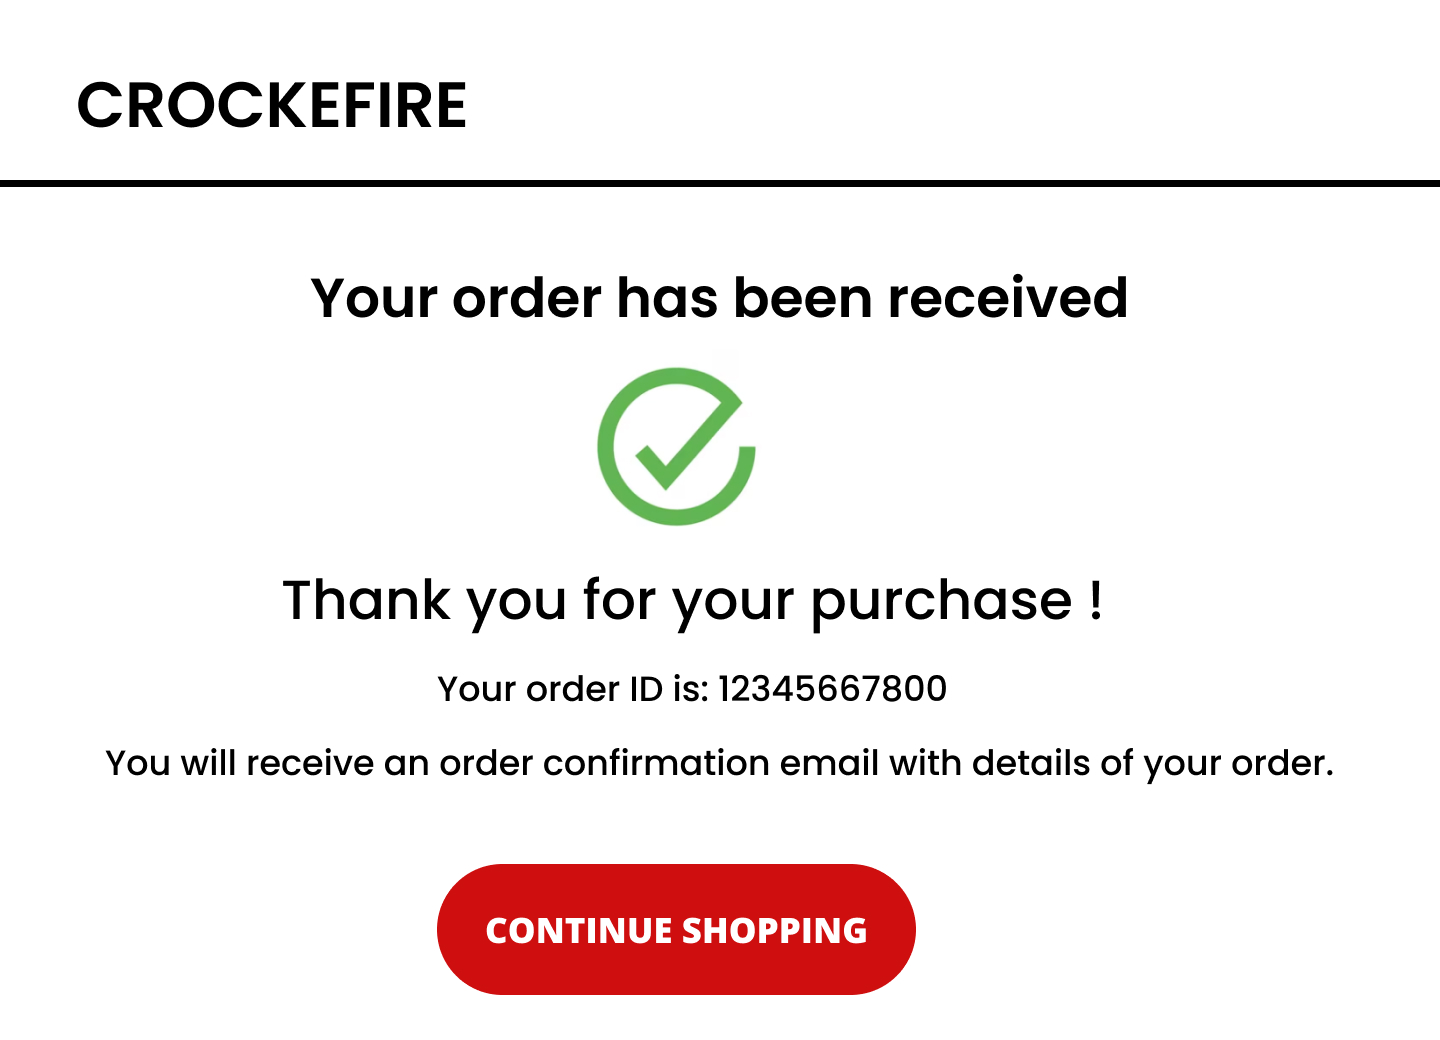 CROCKEFIRE
Your order has been received
Thank you for your purchase !
Your order ID is: 12345667800
You will receive an order confirmation email with details of your order.
CONTINUE SHOPPING